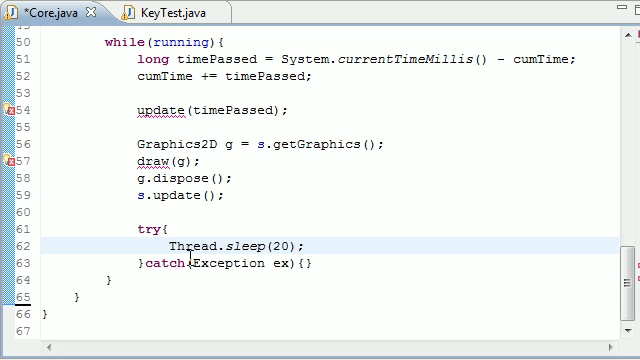 *Core.java KeyTest.java
50 while(running){
51 long timePassed = System.currentTimeMillis() - cumTime;
52 cumTime += timePassed;
53
54 update(timePassed);
55
56 Graphics2D g = s.getGraphics();
57 draw(g);
58 g.dispose();
59 s.update();
60
61 try{
62 Thread.sleep(20);
63 }catch(Exception ex){}
64 }
65 }
66 }
67